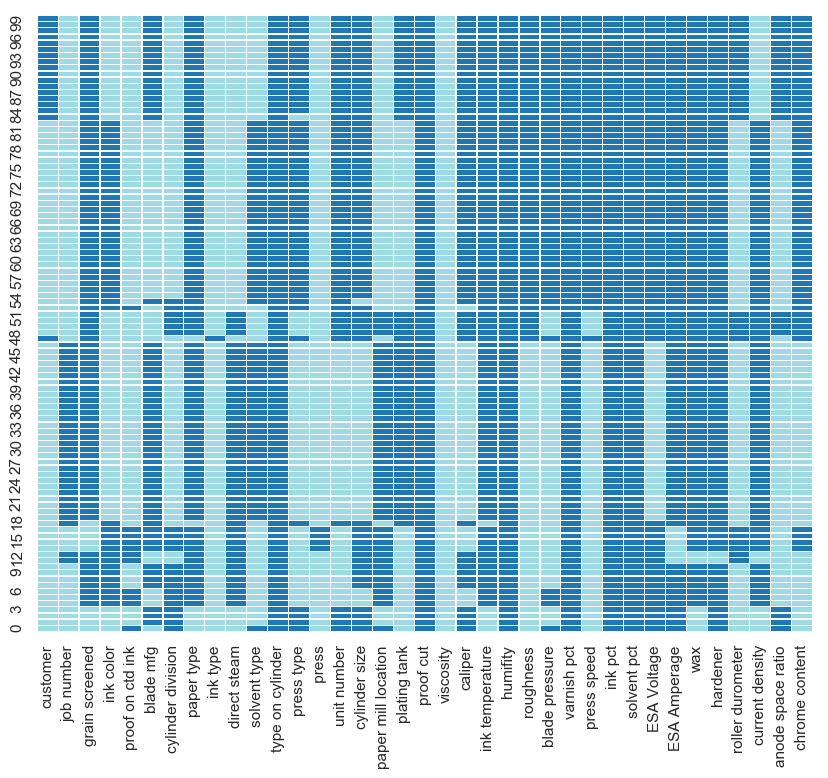 99
96
93
90
87
84
81
78
75
72
69
66
63
60
57
54
51
48
45
42
39
36
33
30
27
24
21
18
15
12
9
6
3
0
customer
job number
grain screened
ink color
proof on ctd ink
blade mfg
cylinder division
paper type
ink type
direct steam
solvent type
type on cylinder
press type
press
unit number
cylinder size
paper mill location
plating tank
proof cut
viscosity
caliper
ink temperature
humifity
roughness
blade pressure
varnish pct
press speed
ink pct
solvent pct
ESA Voltage
ESA Amperage
wax
hardener
roller durometer
current density
anode space ratio
chrome content